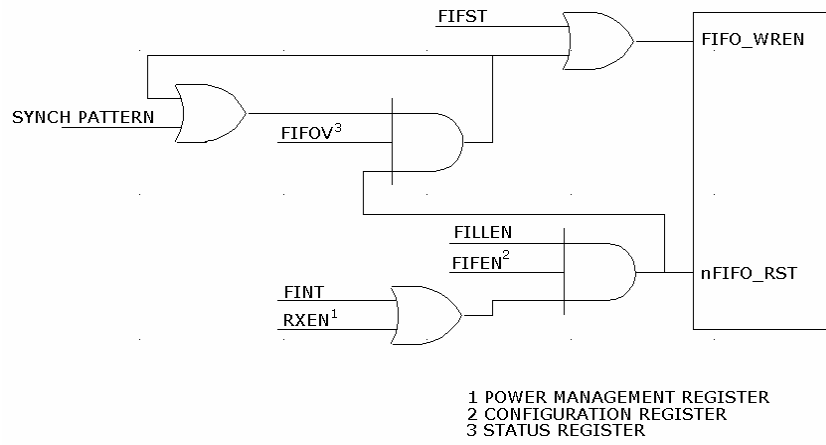 FIFST
FIFO_WREN
SYNCH PATTERN
FIFOV³
FILLEN
FIFEN²
nFIFO_RST
FINT
RXEN¹
1 POWER MANAGEMENT REGISTER
2 CONFIGURATION REGISTER
3 STATUS REGISTER